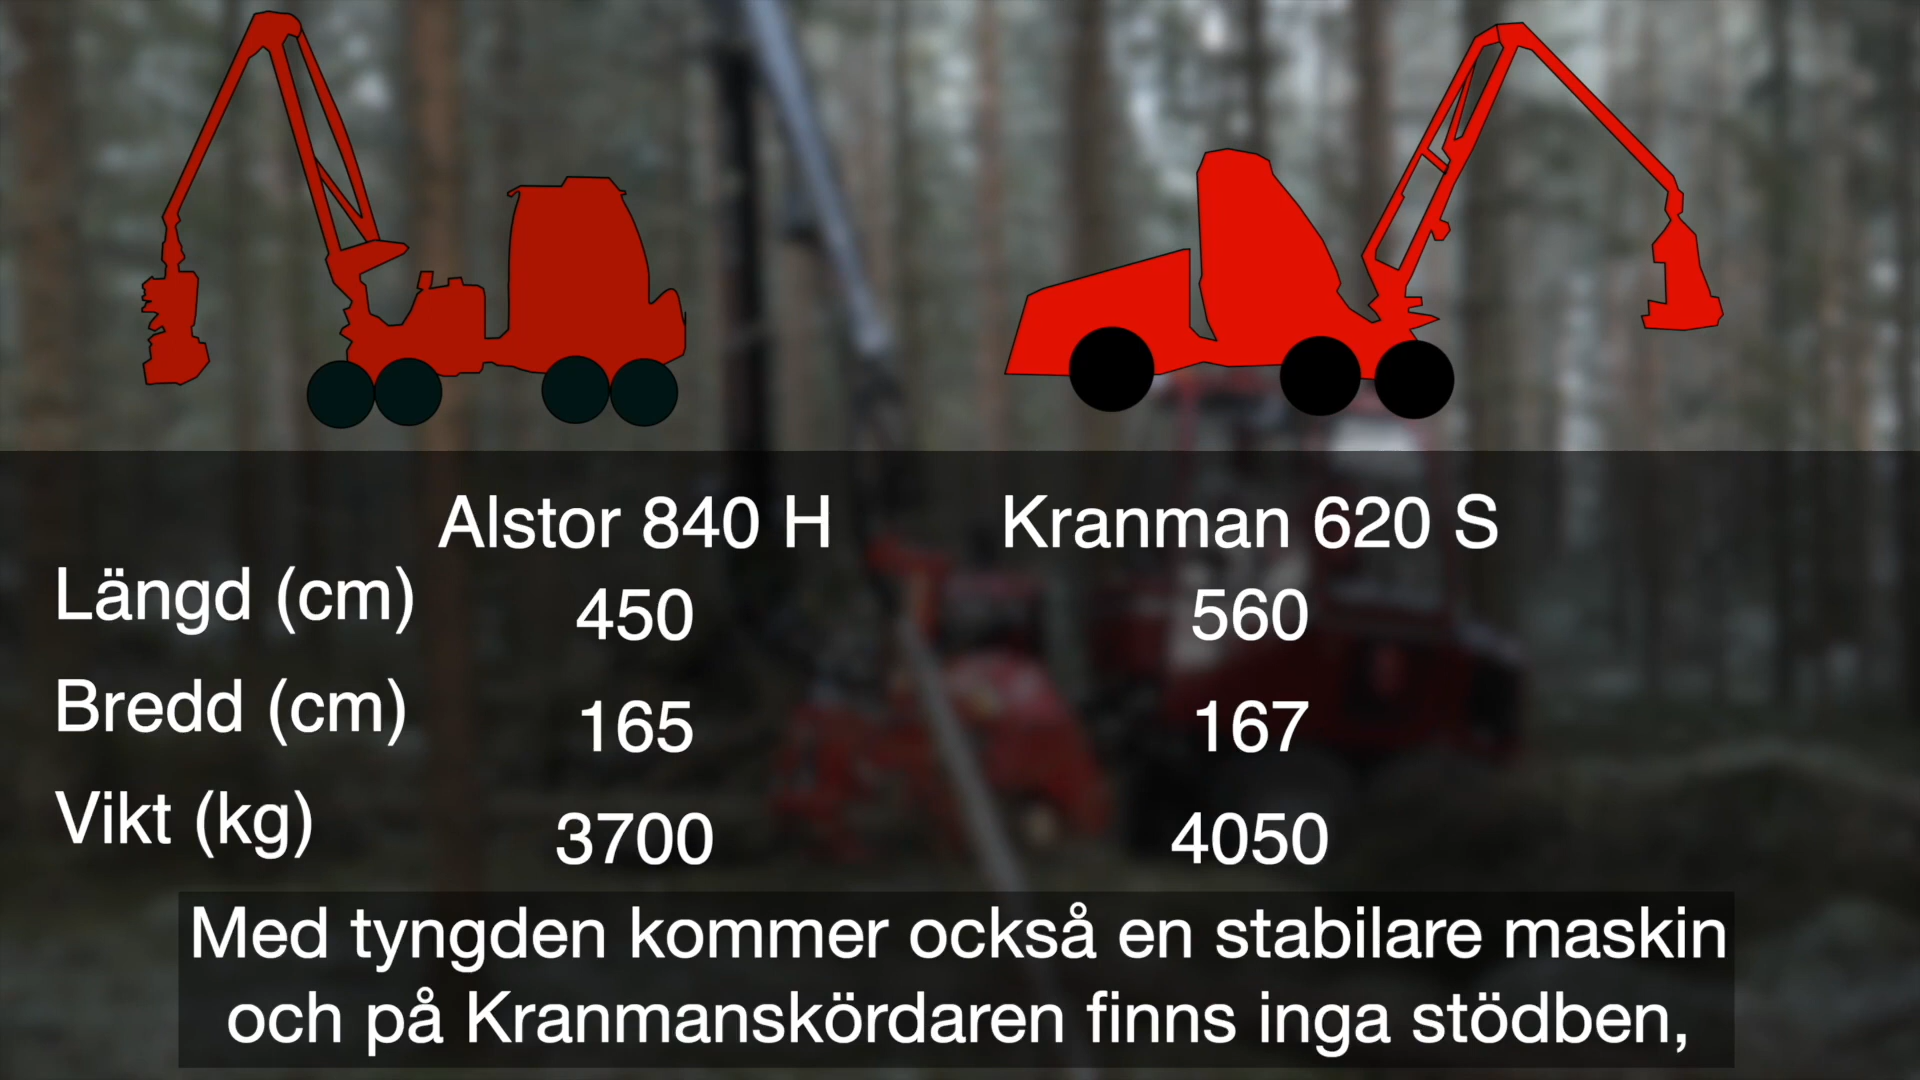 Alstor 840 H Kranman 620 S
Längd (cm) 450 560
Bredd (cm) 165 167
Vikt (kg) 3700 4050
Med tyngden kommer också en stabilare maskin
och på Kranmanskördaren finns inga stödben,